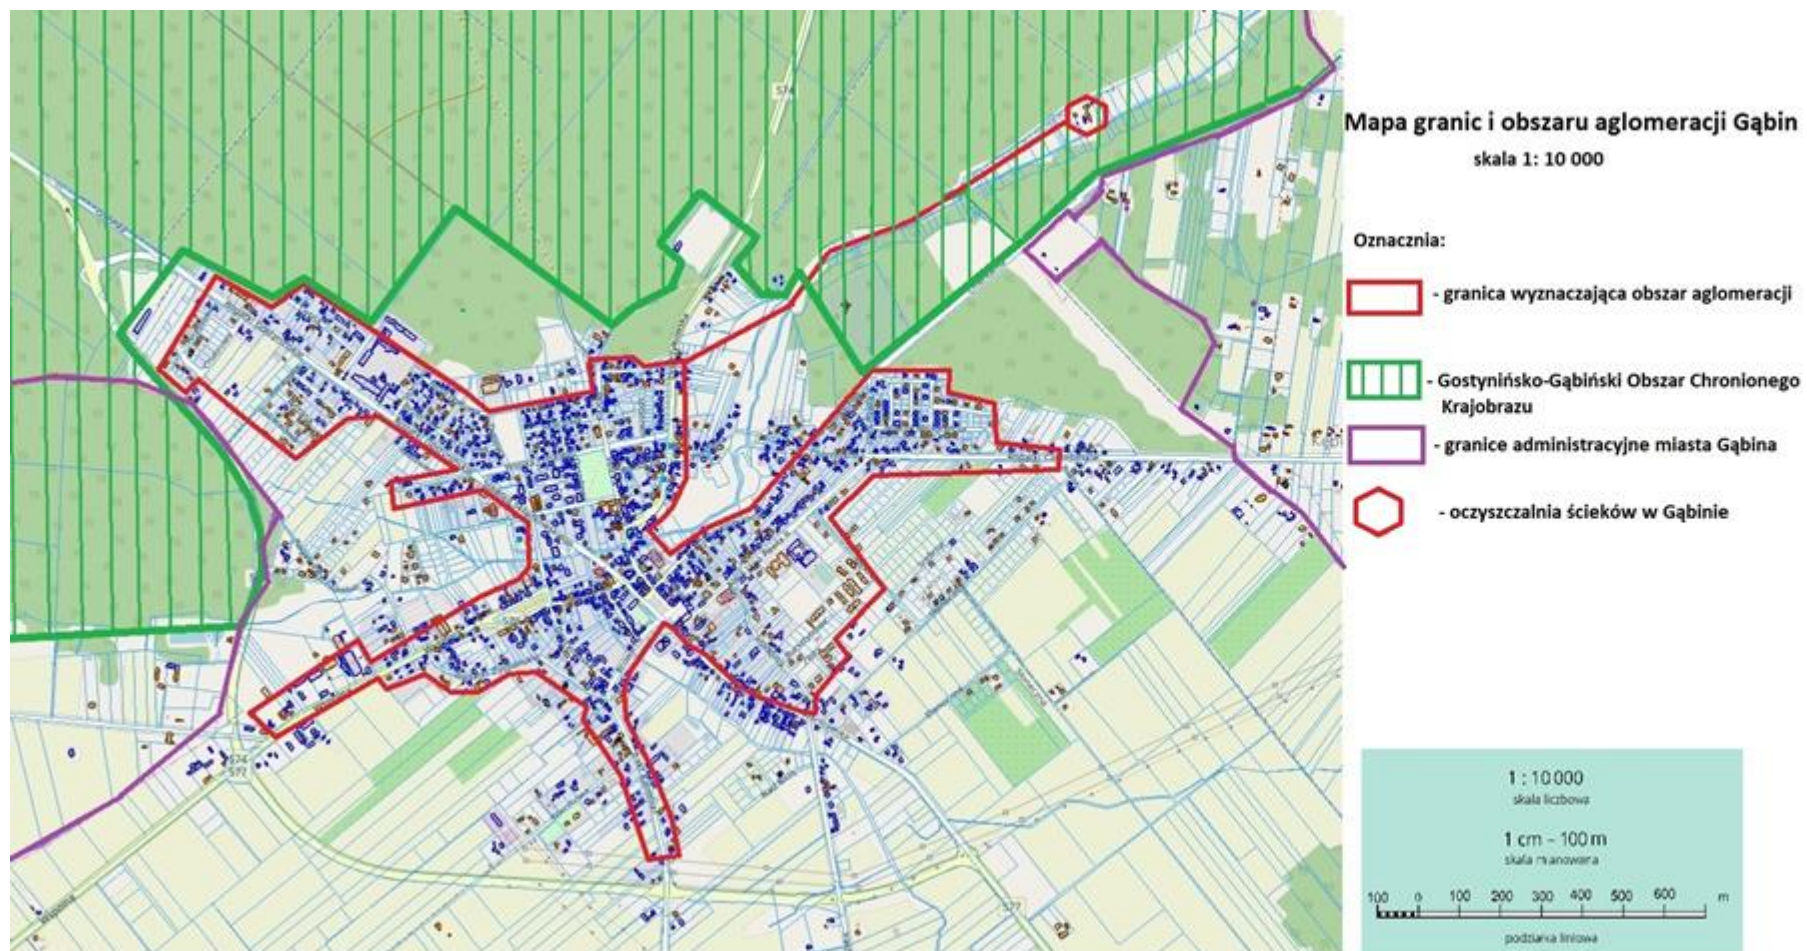 Mapa granic i obszaru aglomeracji Gąbin
skala 1: 10 000
Oznacznia:
- granica wyznaczająca obszar aglomeracji
- Gostynińsko-Gąbiński Obszar Chronionego
Krajobrazu
- granice administracyjne miasta Gąbina
- oczyszczalnia ścieków w Gąbinie
1 : 10 000
skala liczbowa
1 cm – 100 m
skala mianowana
100 0 100 200 300 400 500 600 m
podziałka liniowa
574
574
577
577